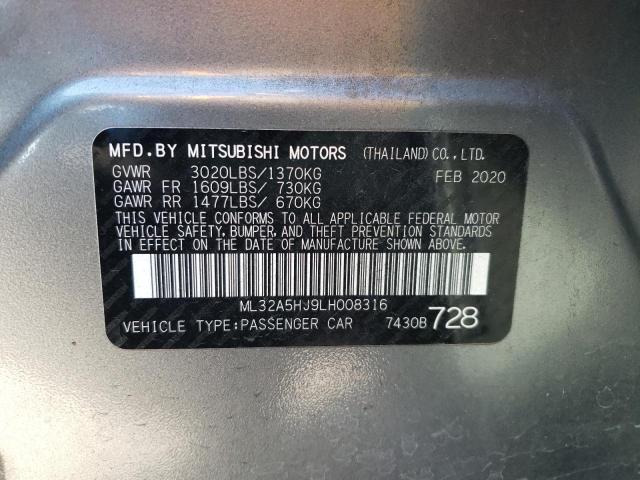 MFD.BY MITSUBISHI MOTORS (THAILAND)CO.,LTD.
GVWR 3020LBS/1370KG FEB 2020
GAWR FR 1609LBS/ 730KG
GAWR RR 1477LBS/ 670KG
THIS VEHICLE CONFORMS TO ALL APPLICABLE FEDERAL MOTOR
VEHICLE SAFETY, BUMPER, AND THEFT PREVENTION STANDARDS
IN EFFECT ON THE DATE OF MANUFACTURE SHOWN ABOVE.
ML32A5HJ9LH008316
VEHICLE TYPE:PASSENGER CAR 7430B 728